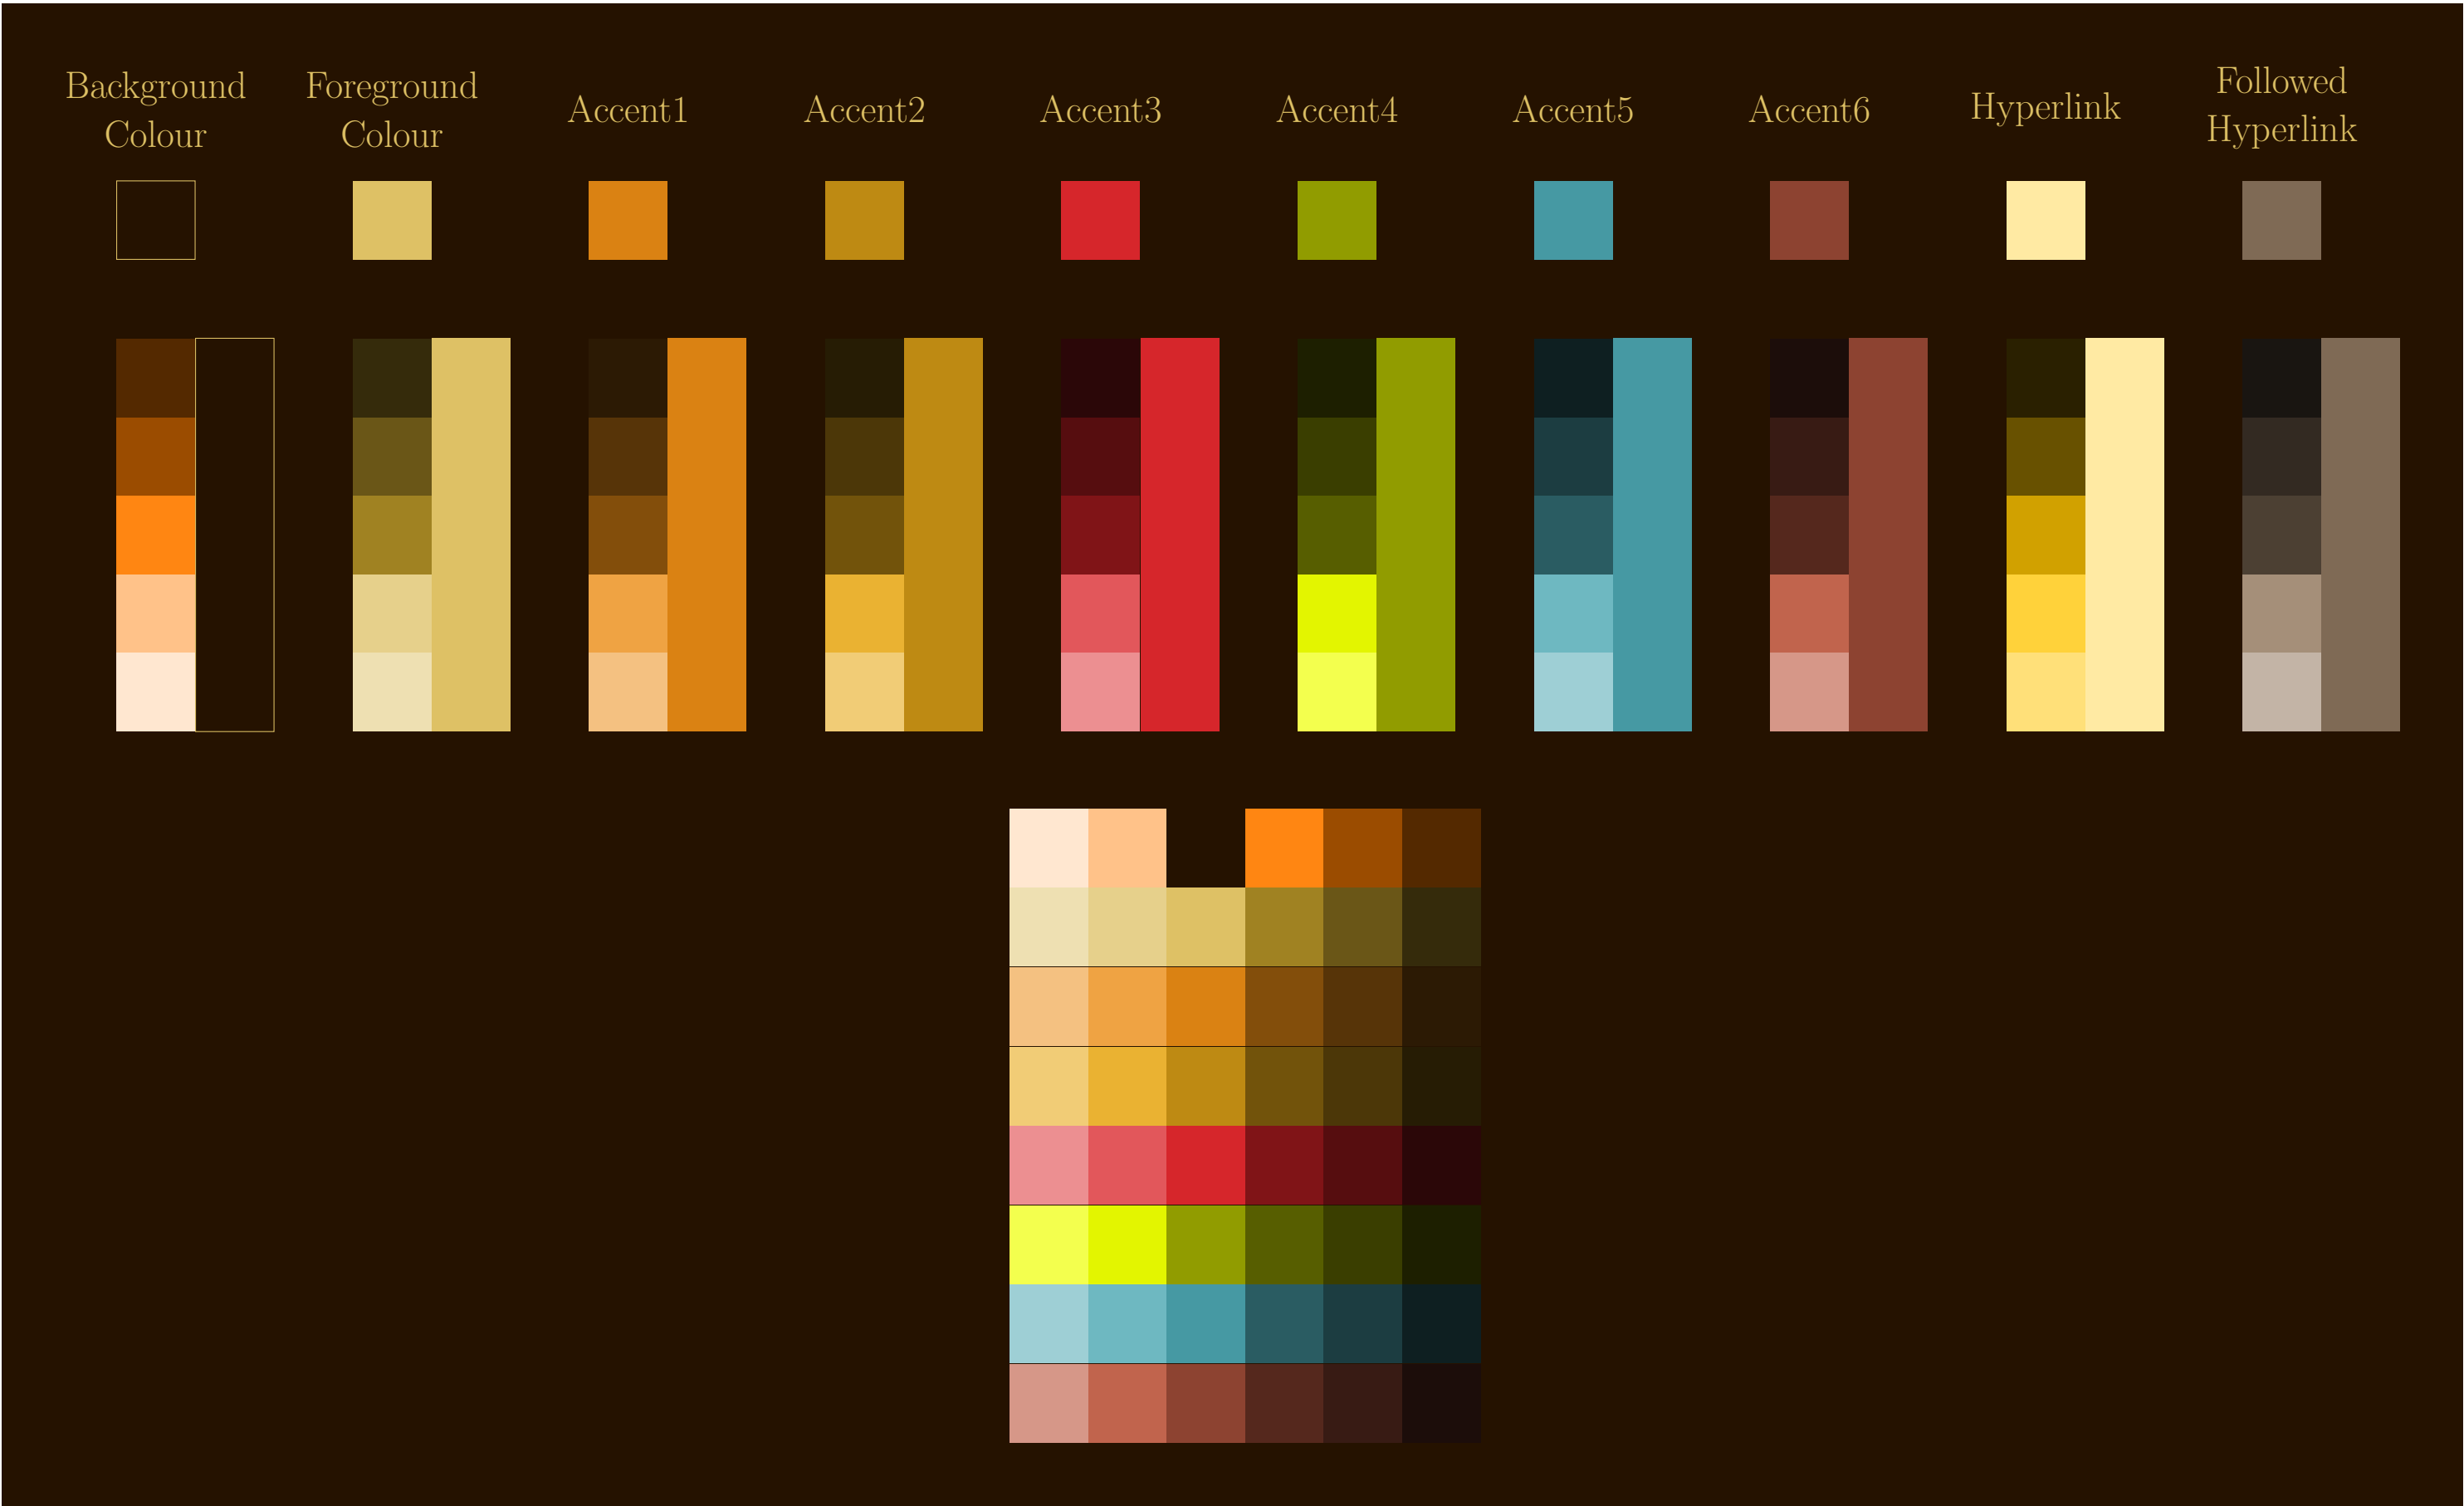 Background
Colour
Foreground
Colour
Accent1
Accent2
Accent3
Accent4
Accent5
Accent6
Hyperlink
Followed
Hyperlink